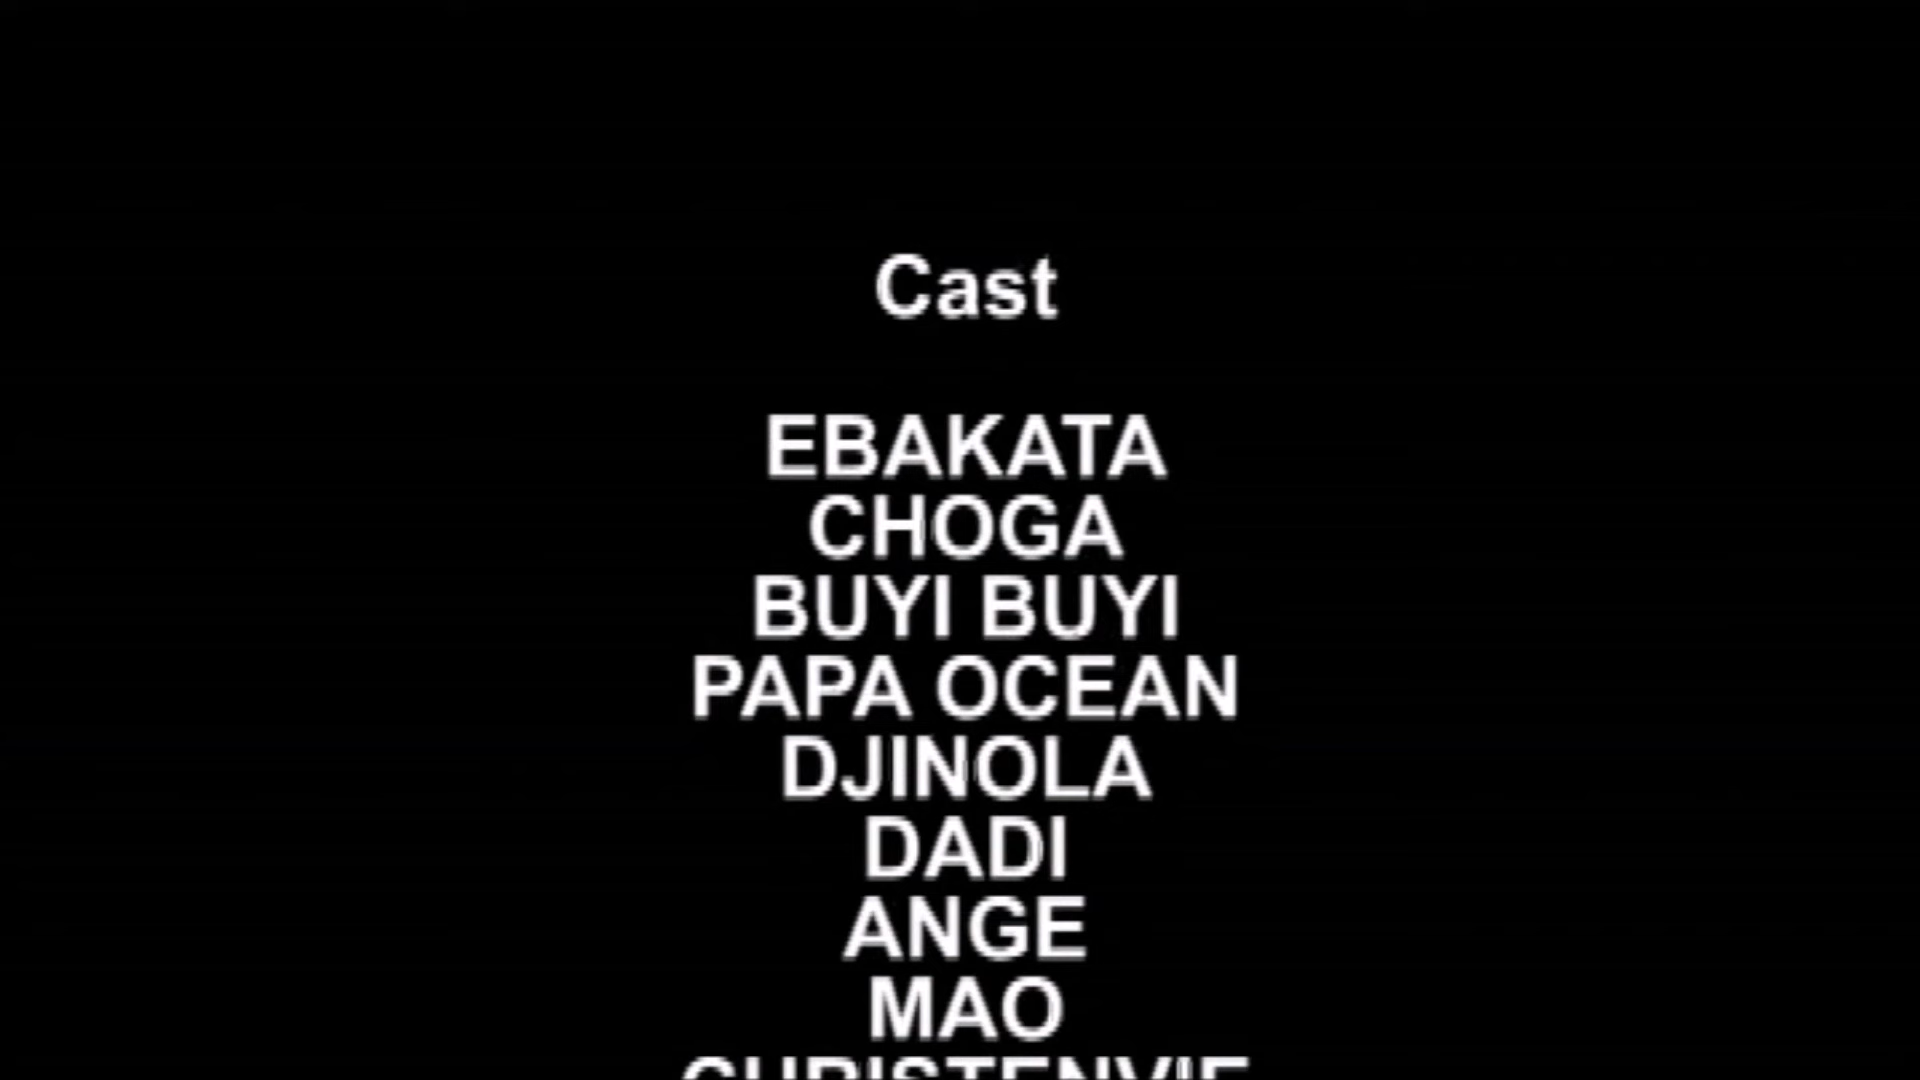 Cast
EBAKATA
CHOGA
BUYI BUYI
PAPA OCEAN
DJINOLA
DADI
ANGE
MAO